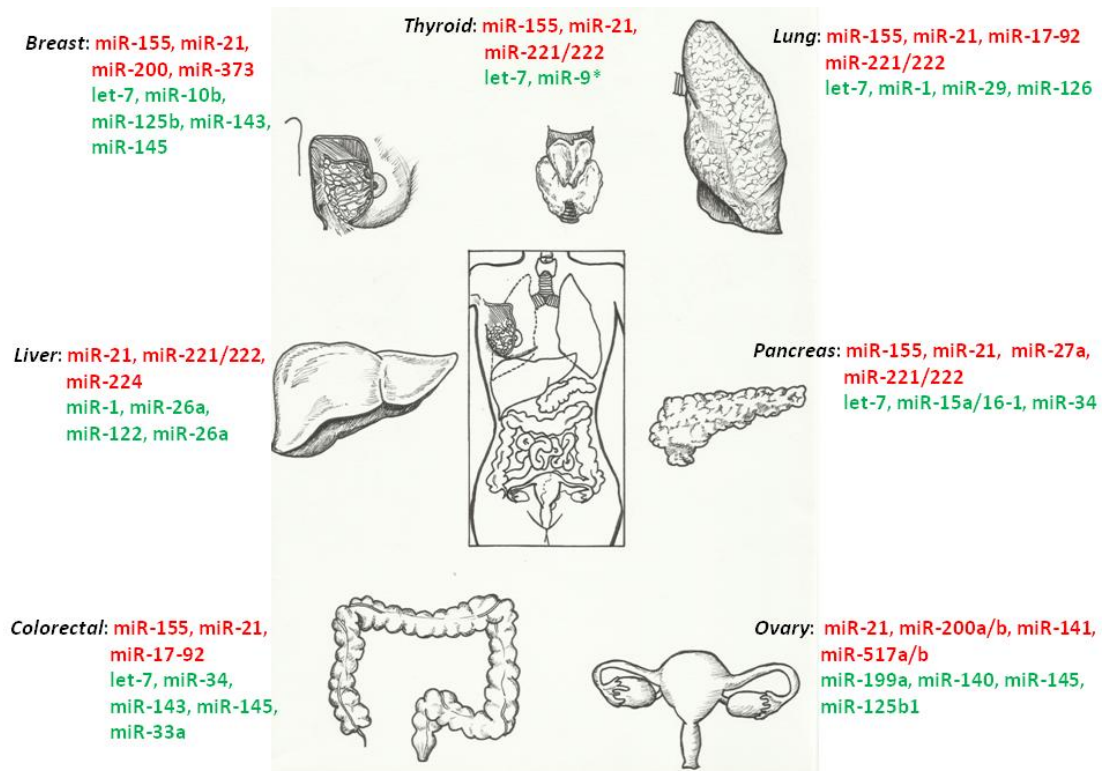 Breast: miR-155, miR-21,
miR-200, miR-373
let-7, miR-10b,
miR-125b, miR-143,
miR-145
Thyroid: miR-155, miR-21,
miR-221/222
let-7, miR-9*
Lung: miR-155, miR-21, miR-17-92
miR-221/222
let-7, miR-1, miR-29, miR-126
Liver: miR-21, miR-221/222,
miR-224
miR-1, miR-26a,
miR-122, miR-26a
Pancreas: miR-155, miR-21, miR-27a,
miR-221/222
let-7, miR-15a/16-1, miR-34
Colorectal: miR-155, miR-21,
miR-17-92
let-7, miR-34,
miR-143, miR-145,
miR-33a
Ovary: miR-21, miR-200a/b, miR-141,
miR-517a/b
miR-199a, miR-140, miR-145,
miR-125b1